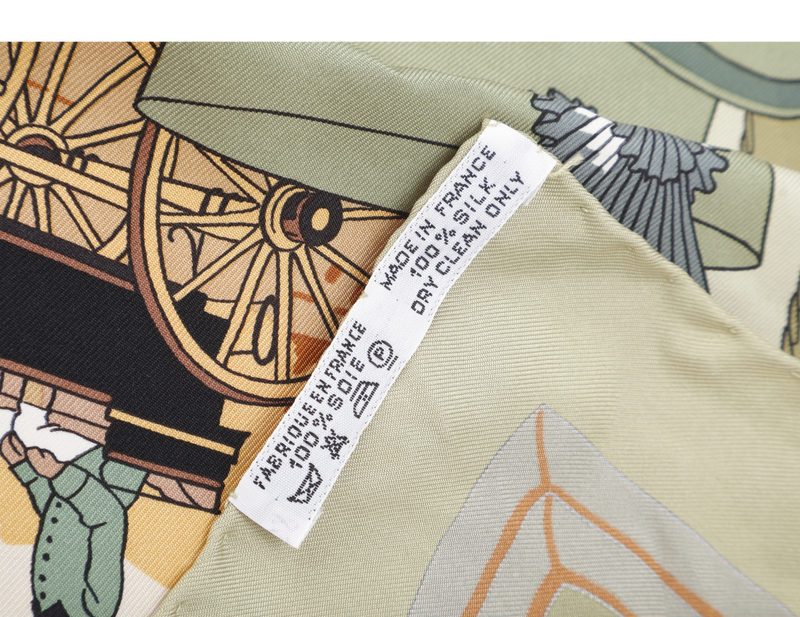 MADE IN FRANCE
100% SILK
DRY CLEAN ONLY
FABRIQUE EN FRANCE
100% SOIE
P